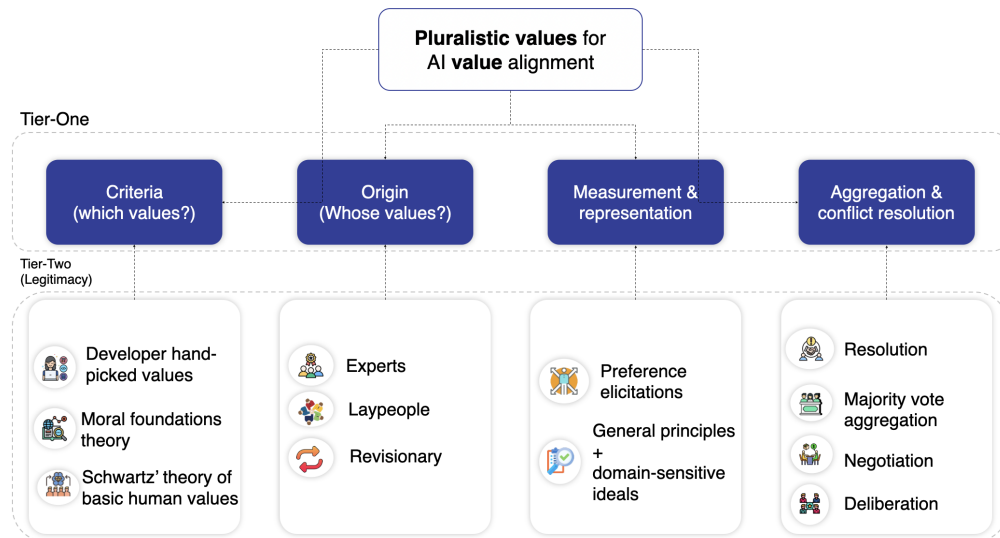 Pluralistic values for
AI value alignment
Tier-One
Criteria
(which values?)
Origin
(Whose values?)
Measurement &
representation
Aggregation &
conflict resolution
Tier-Two
(Legitimacy)
Developer hand-
picked values
Moral foundations
theory
Schwartz’ theory of
basic human values
Experts
Laypeople
Revisionary
Preference
elicitations
General principles
+
domain-sensitive
ideals
Resolution
Majority vote
aggregation
Negotiation
Deliberation